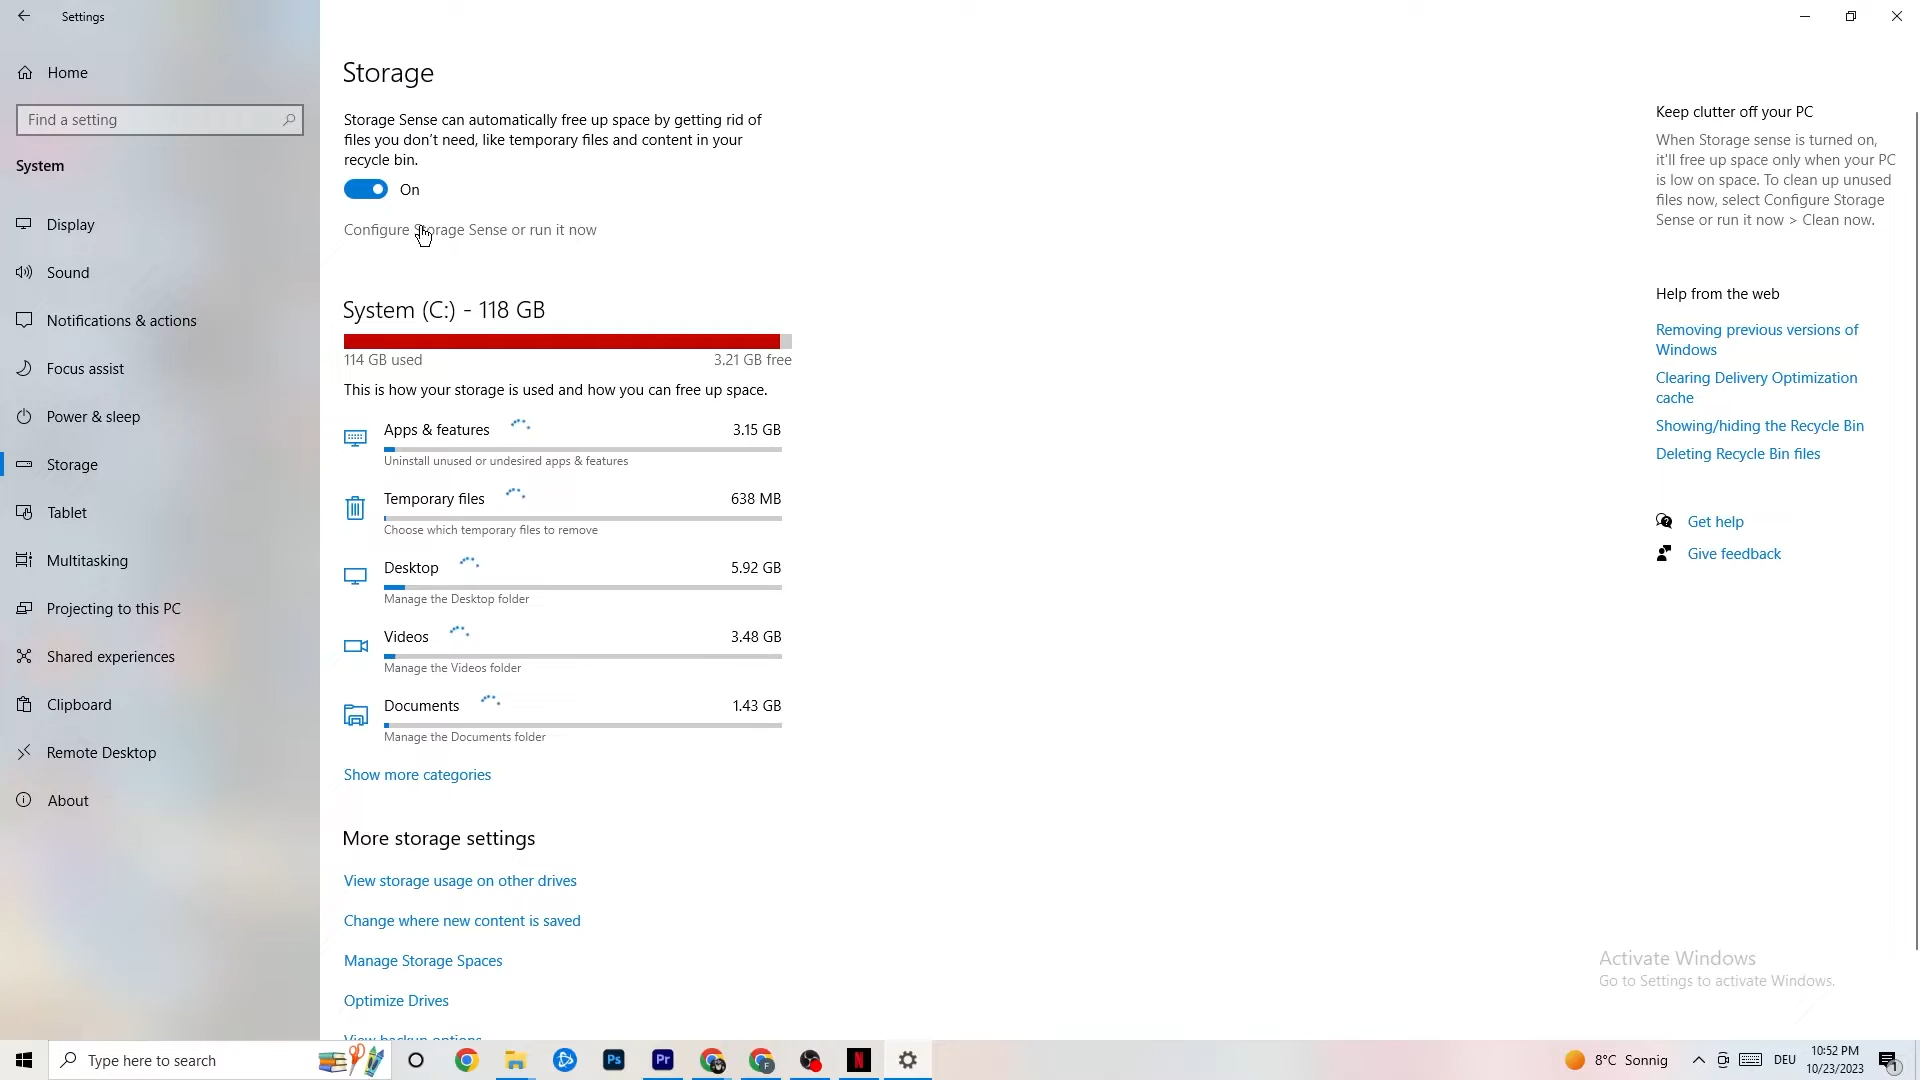 Settings
Home
Find a setting
System
Display
Sound
Notifications & actions
Focus assist
Power & sleep
Storage
Tablet
Multitasking
Projecting to this PC
Shared experiences
Clipboard
Remote Desktop
About
Storage
Storage Sense can automatically free up space by getting rid of
files you don't need, like temporary files and content in your
recycle bin.
On
Configure Storage Sense or run it now
System (C:) - 118 GB
114 GB used 3.21 GB free
This is how your storage is used and how you can free up space.
Apps & features 3.15 GB
Uninstall unused or undesired apps & features
Temporary files 638 MB
Choose which temporary files to remove
Desktop 5.92 GB
Manage the Desktop folder
Videos 3.48 GB
Manage the Videos folder
Documents 1.43 GB
Manage the Documents folder
Show more categories
More storage settings
View storage usage on other drives
Change where new content is saved
Manage Storage Spaces
Optimize Drives
View backup options
Keep clutter off your PC
When Storage sense is turned on,
it'll free up space only when your PC
is low on space. To clean up unused
files now, select Configure Storage
Sense or run it now > Clean now.
Help from the web
Removing previous versions of
Windows
Clearing Delivery Optimization
cache
Showing/hiding the Recycle Bin
Deleting Recycle Bin files
Get help
Give feedback
Activate Windows
Go to Settings to activate Windows.
Type here to search
Ps
Pr
F
N
8°C Sonnig
DEU
10:52 PM
10/23/2023
1